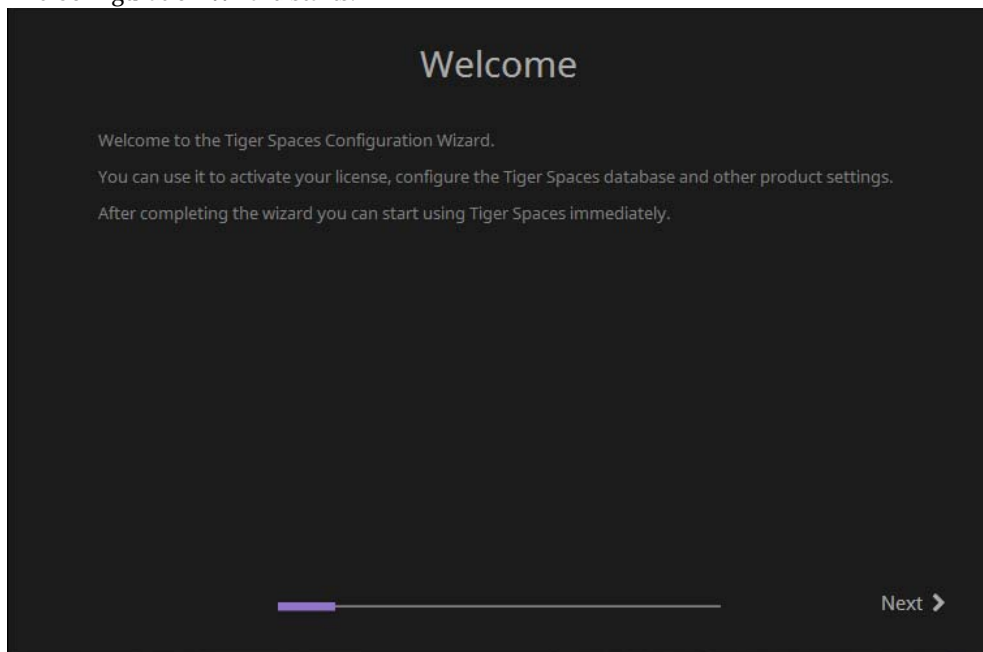 Welcome
Welcome to the Tiger Spaces Configuration Wizard.
You can use it to activate your license, configure the Tiger Spaces database and other product settings.
After completing the wizard you can start using Tiger Spaces immediately.
Next